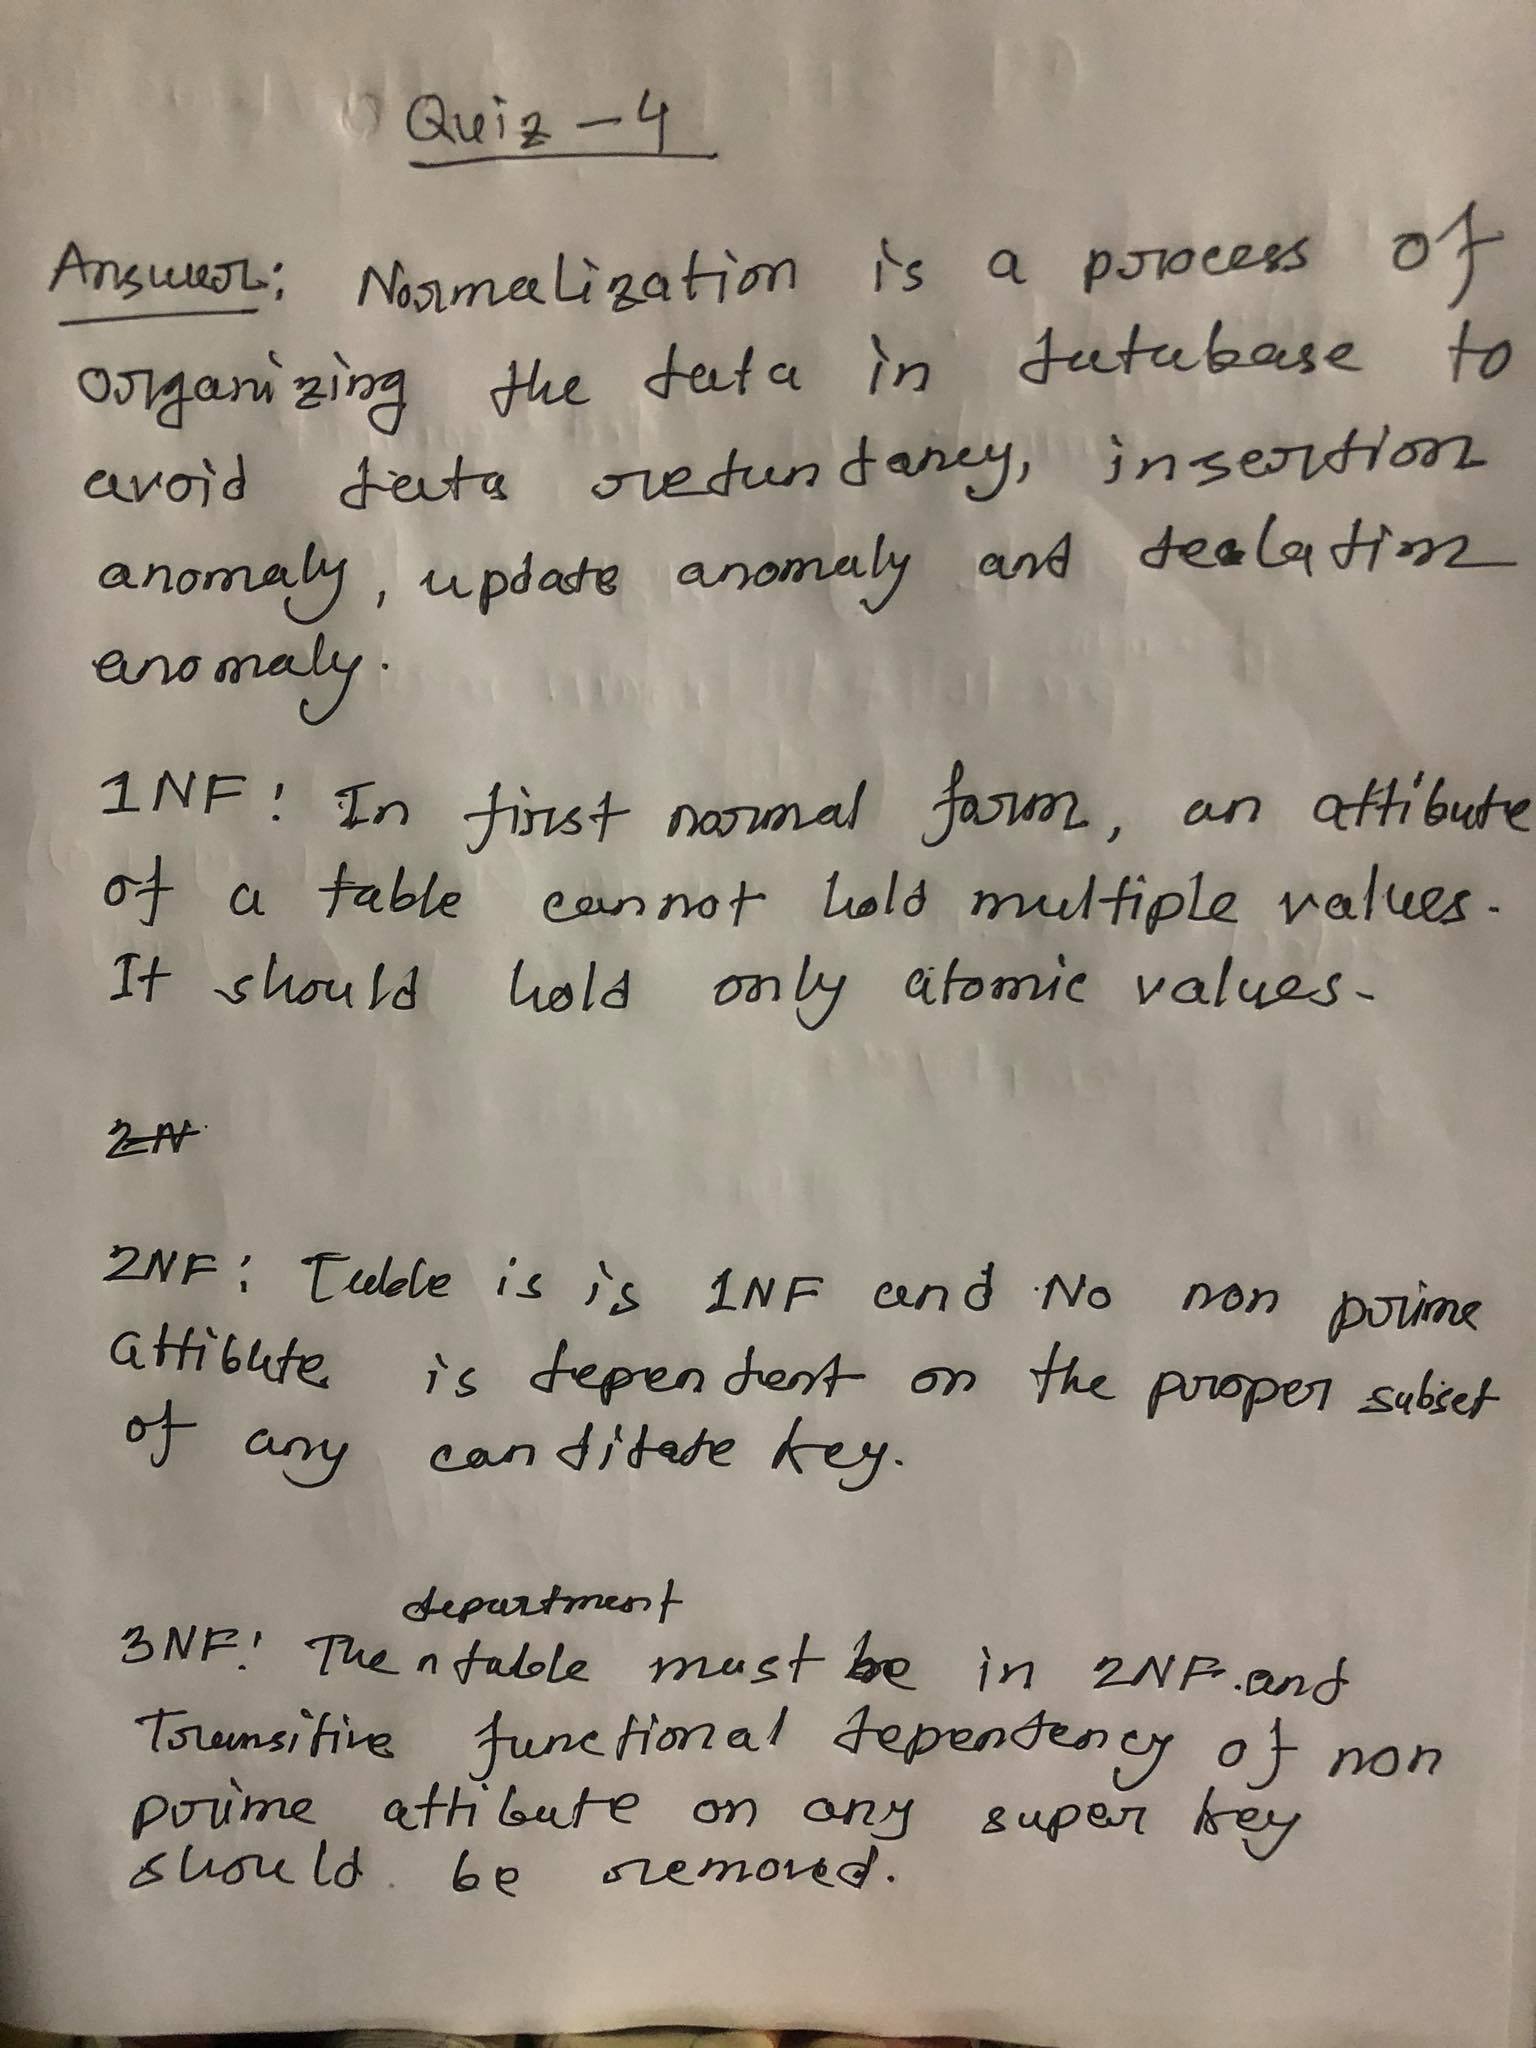 Quiz - 4
Answer: Normalization is a process of
organizing the data in database to
avoid data redundancy, insertion
anomaly, update anomaly and dealation
anomaly.
1NF: In first normal form, an attibute
of a table cannot hold multiple values.
It should hold only atomic values.
2N
2NF: Table is is 1NF and No non prime
attibute is dependent on the proper subset
of any candidate key.
department
3NF: The table must be in 2NF and
Transitive functional dependency of non
prime attibute on any super key
should be removed.